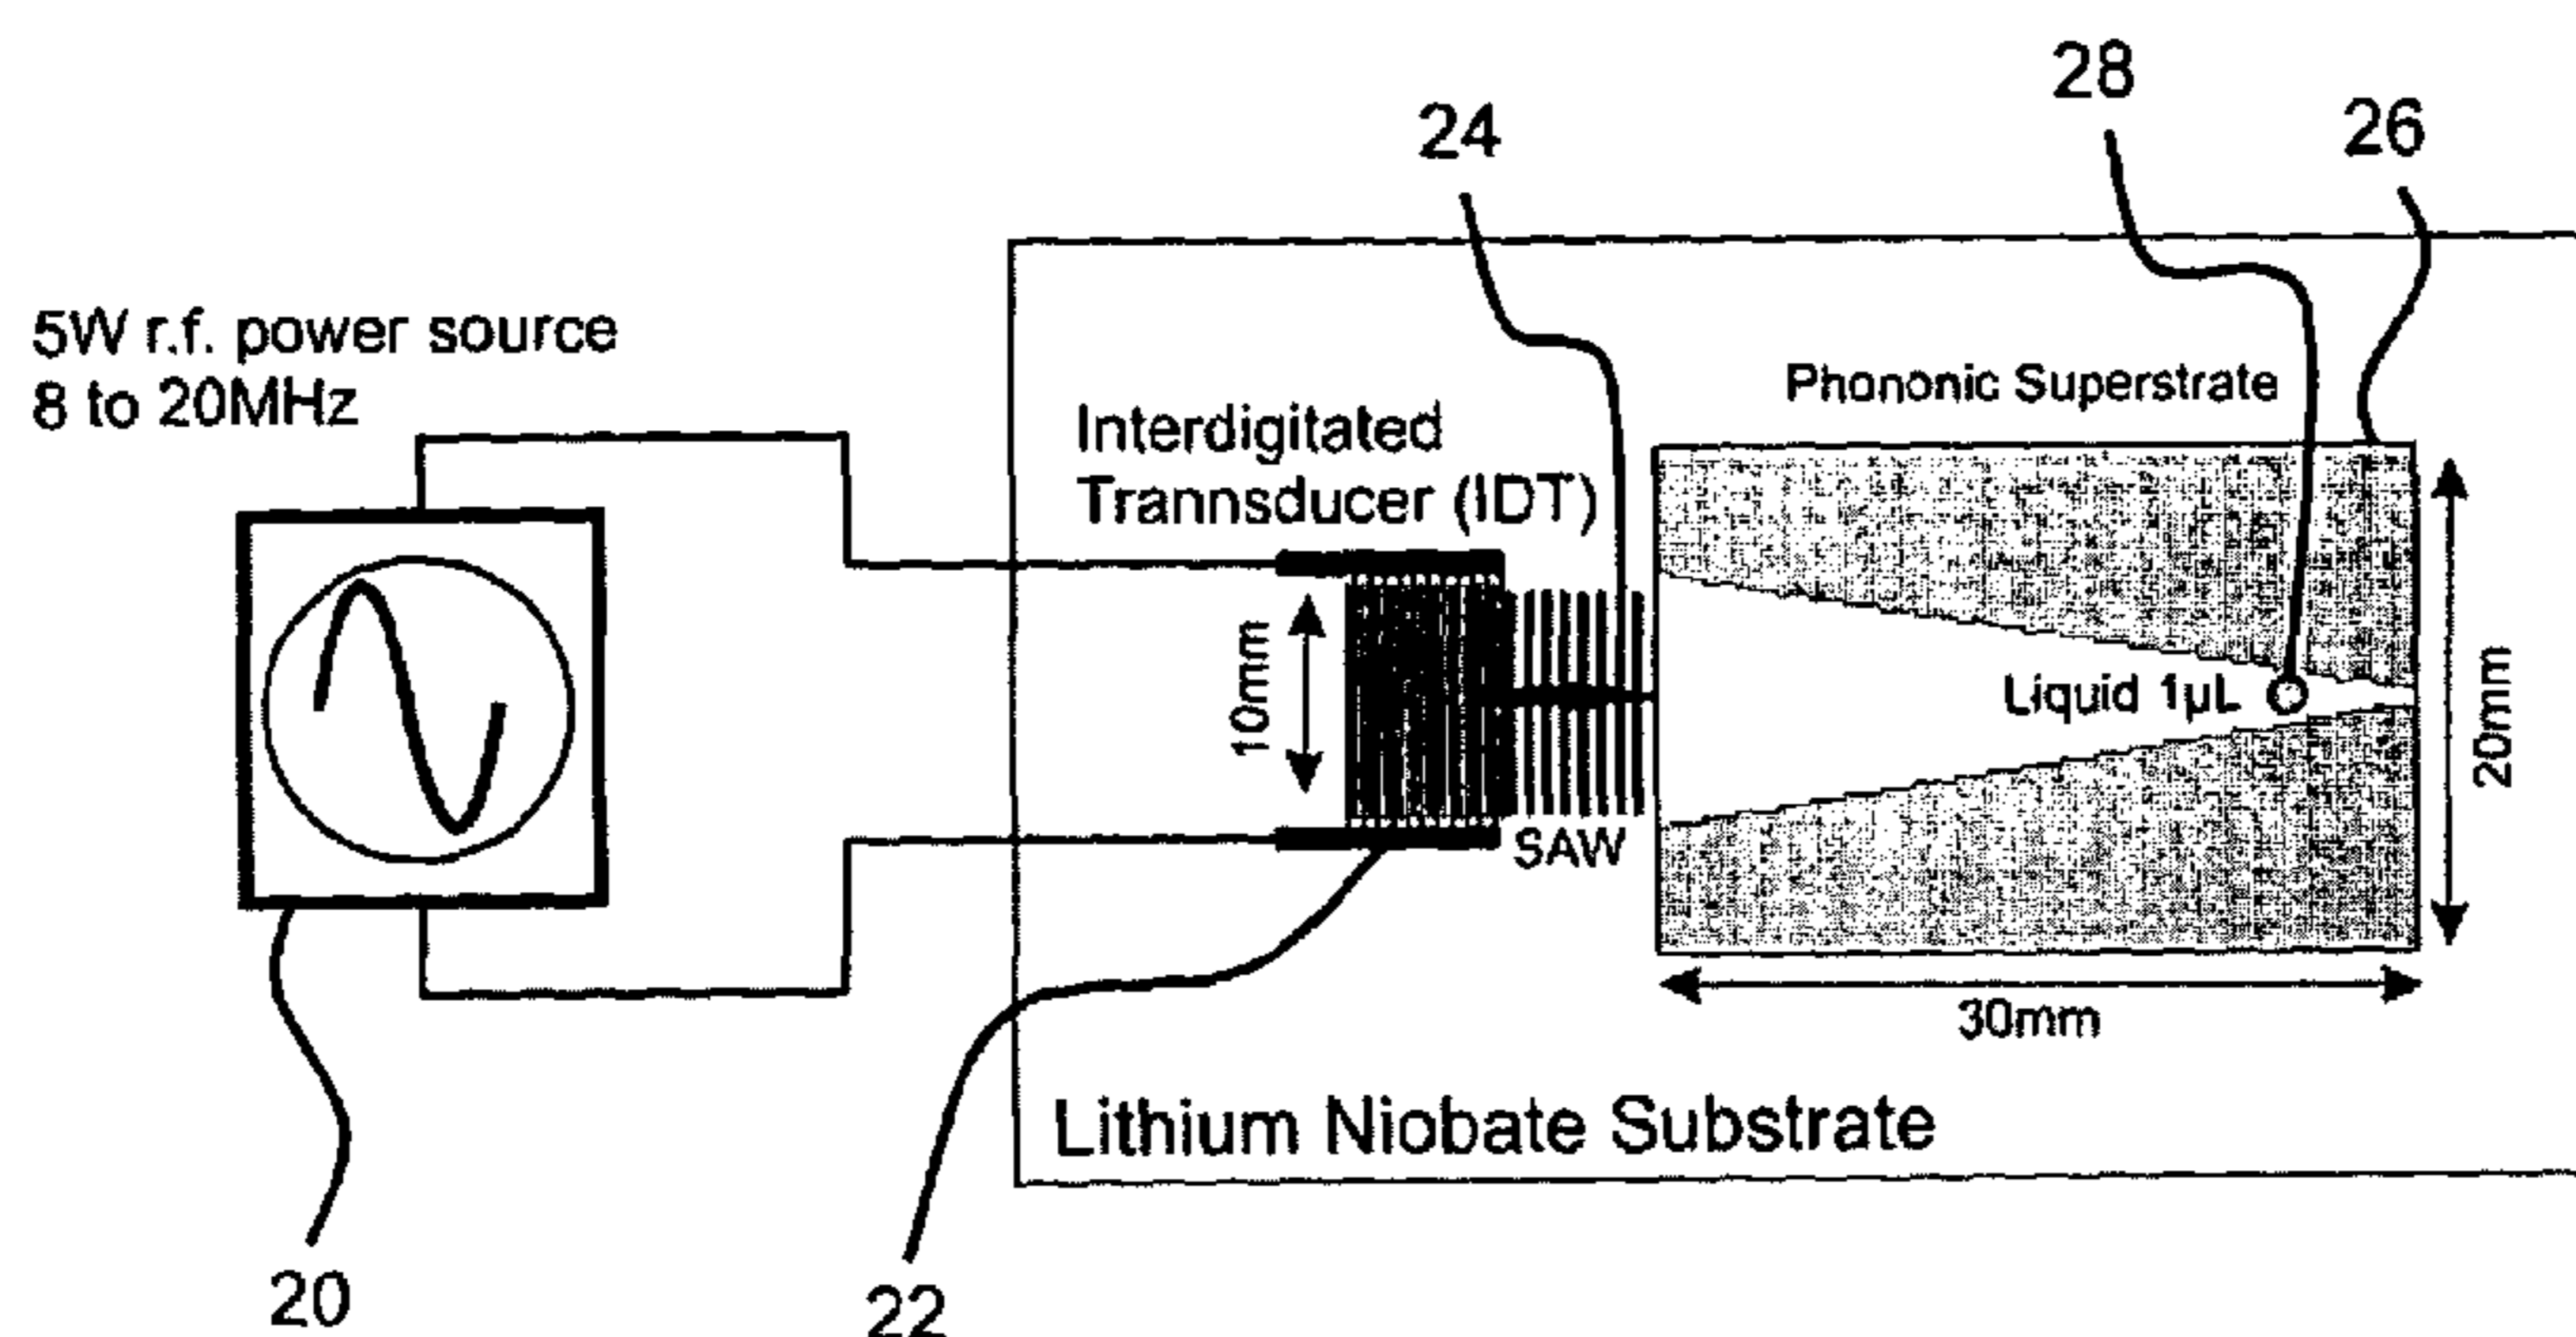 28
24
26
5W r.f. power source
8 to 20MHz
Phononic Superstrate
Interdigitated
Trannsducer (IDT)
10mm
Liquid 1µL
20mm
SAW
30mm
Lithium Niobate Substrate
20
22